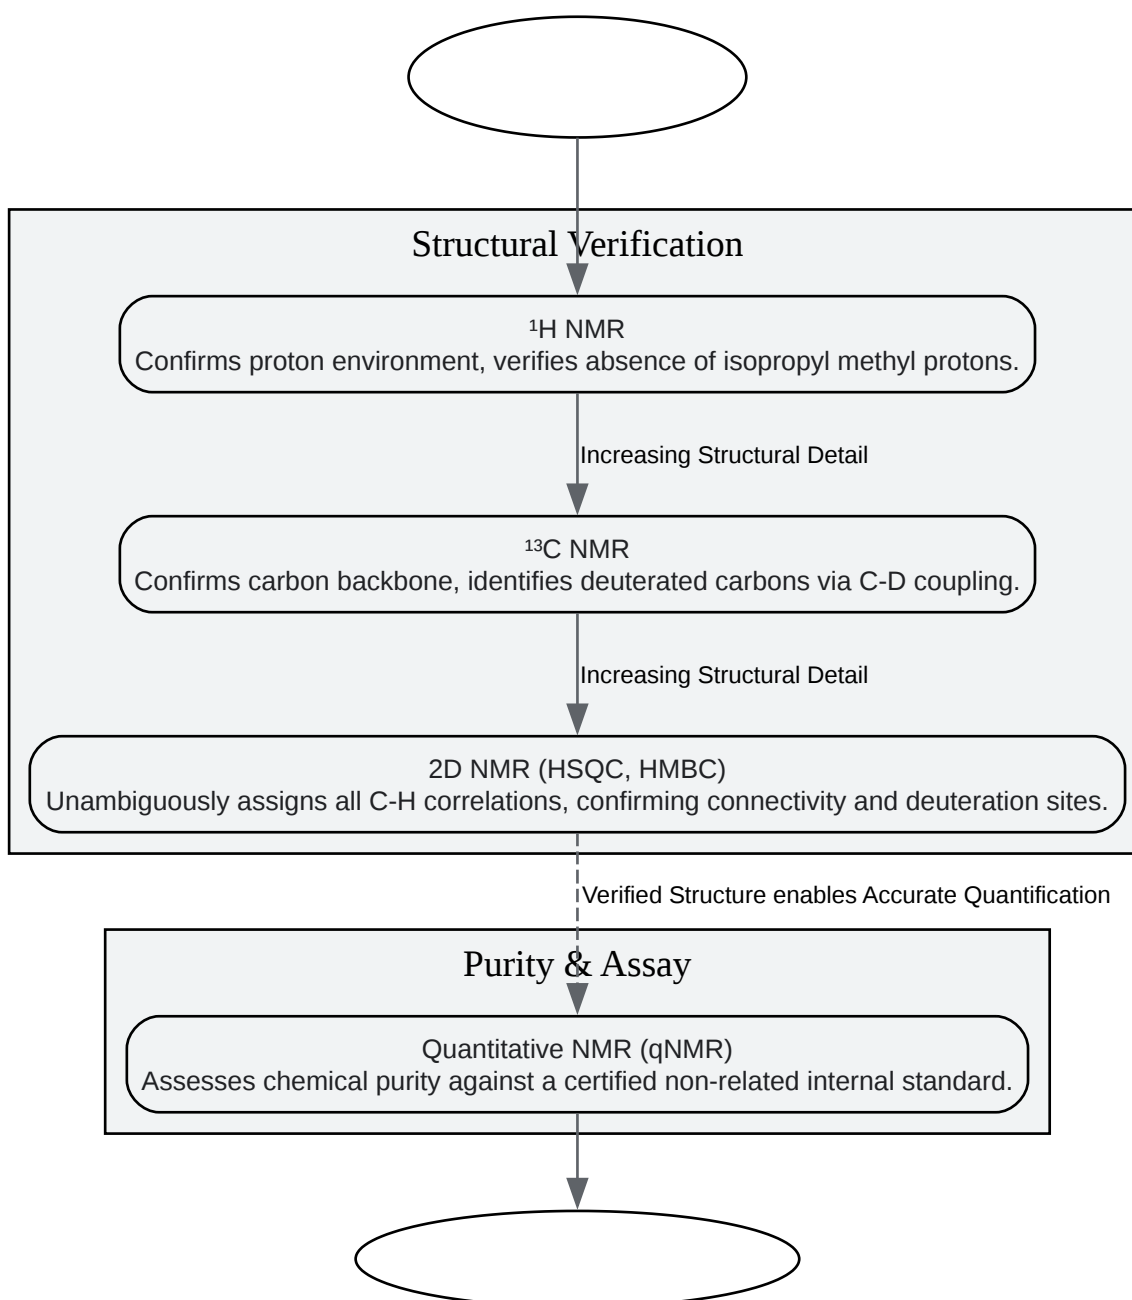 Structural Verification
¹H NMR
Confirms proton environment, verifies absence of isopropyl methyl protons.
Increasing Structural Detail
¹³C NMR
Confirms carbon backbone, identifies deuterated carbons via C-D coupling.
Increasing Structural Detail
2D NMR (HSQC, HMBC)
Unambiguously assigns all C-H correlations, confirming connectivity and deuteration sites.
Verified Structure enables Accurate Quantification
Purity & Assay
Quantitative NMR (qNMR)
Assesses chemical purity against a certified non-related internal standard.